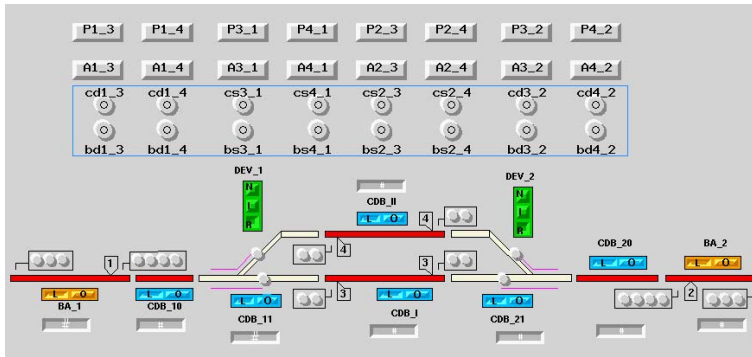 P1_3 P1_4 P3_1 P4_1 P2_3 P2_4 P3_2 P4_2
A1_3 A1_4 A3_1 A4_1 A2_3 A2_4 A3_2 A4_2
cd1_3 cd1_4 cs3_1 cs4_1 cs2_3 cs2_4 cd3_2 cd4_2
bd1_3 bd1_4 bs3_1 bs4_1 bs2_3 bs2_4 bd3_2 bd4_2
DEV_1 DEV_2
N N
I I
R R
#
CDB_II
L O
4 4
CDB_20 BA_2
L O L O
1 4 3
L O L O 3 L O L O 2
BA_1 CDB_10 CDB_11 CDB_I CDB_21
# # # # # # #